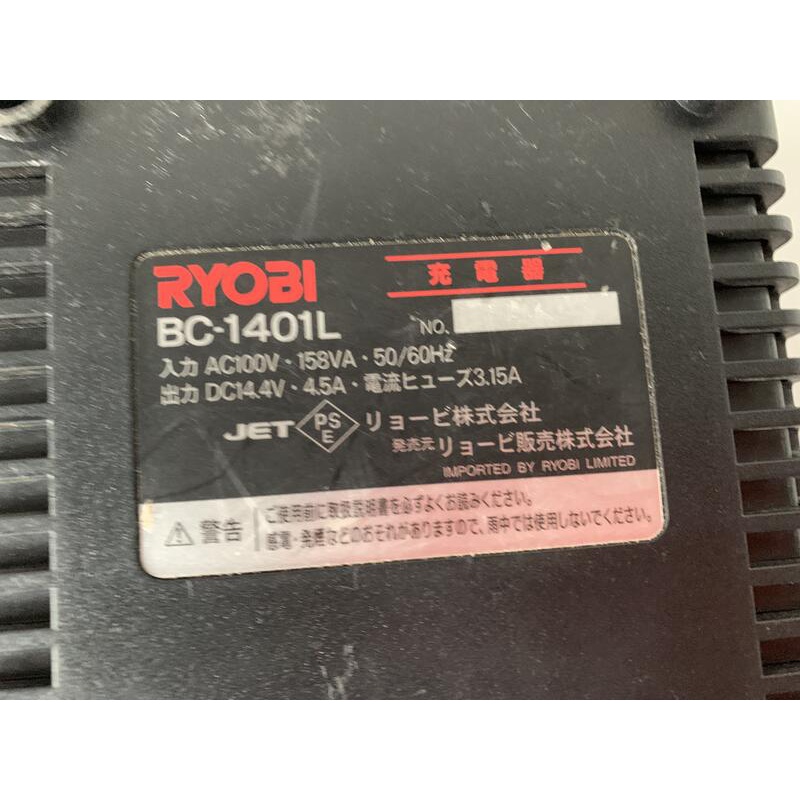 RYOBI 充電器
BC-1401L NO.
入力 AC100V・158VA・50/60Hz
出力 DC14.4V・4.5A・電流ヒューズ3.15A
JET PSE リョービ株式会社
発売元 リョービ販売株式会社
IMPORTED BY RYOBI LIMITED
警告 ご使用前に取扱説明書を必ずよくお読みください。
感電・発煙などのおそれがありますので、雨中では使用しないでください。